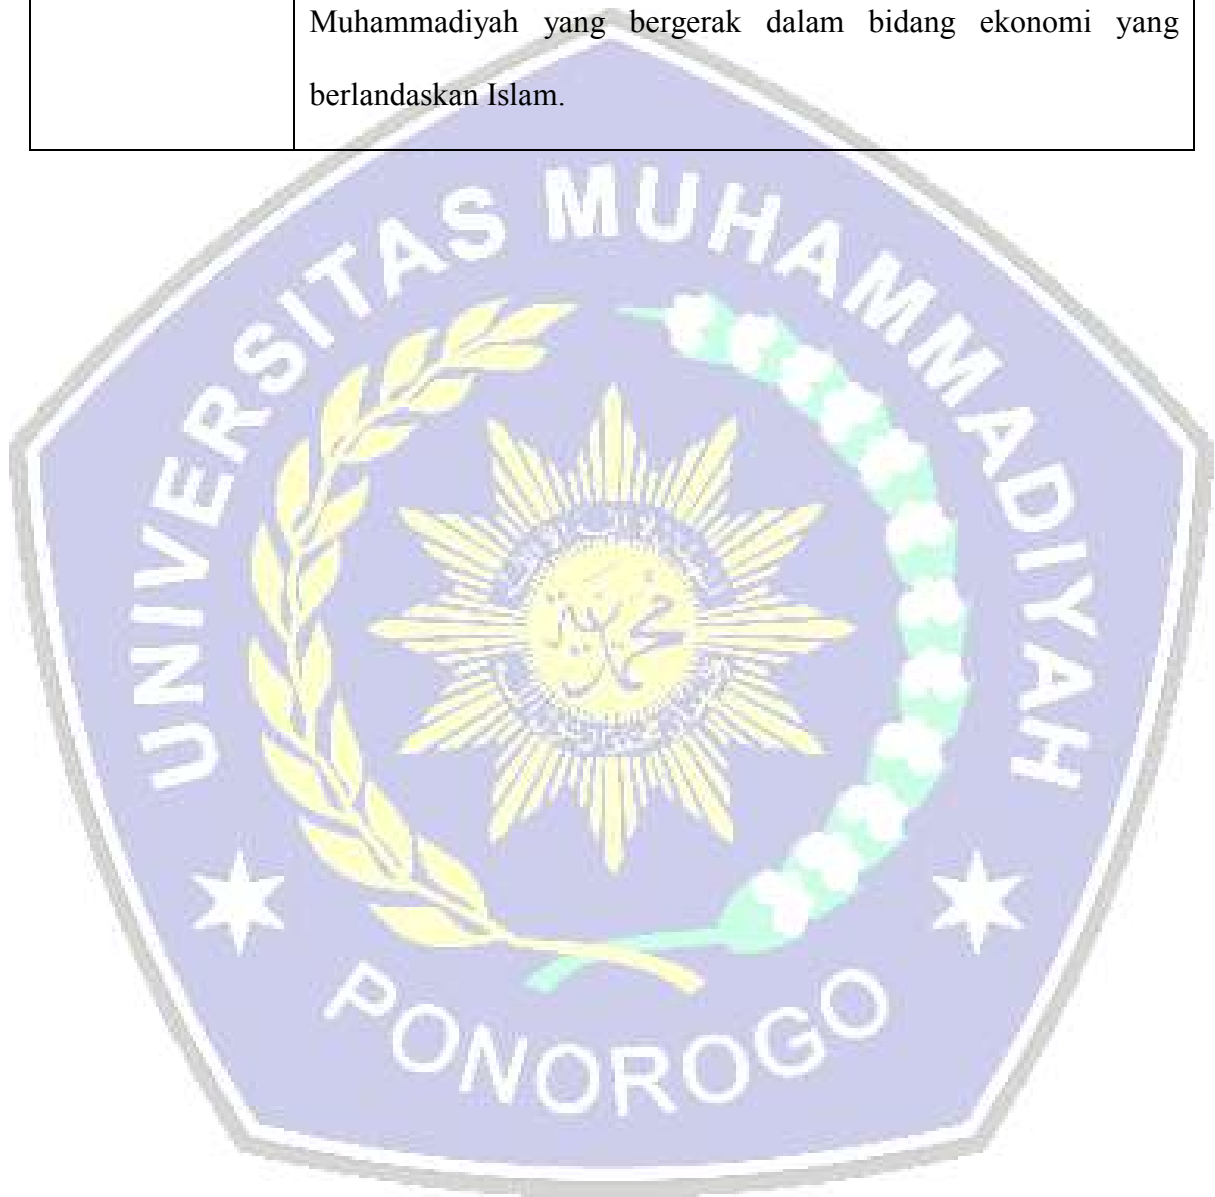 Muhammadiyah yang bergerak dalam bidang ekonomi yang
berlandaskan Islam.
UNIVERSITAS MUHAMMADIYAH
PONOROGO